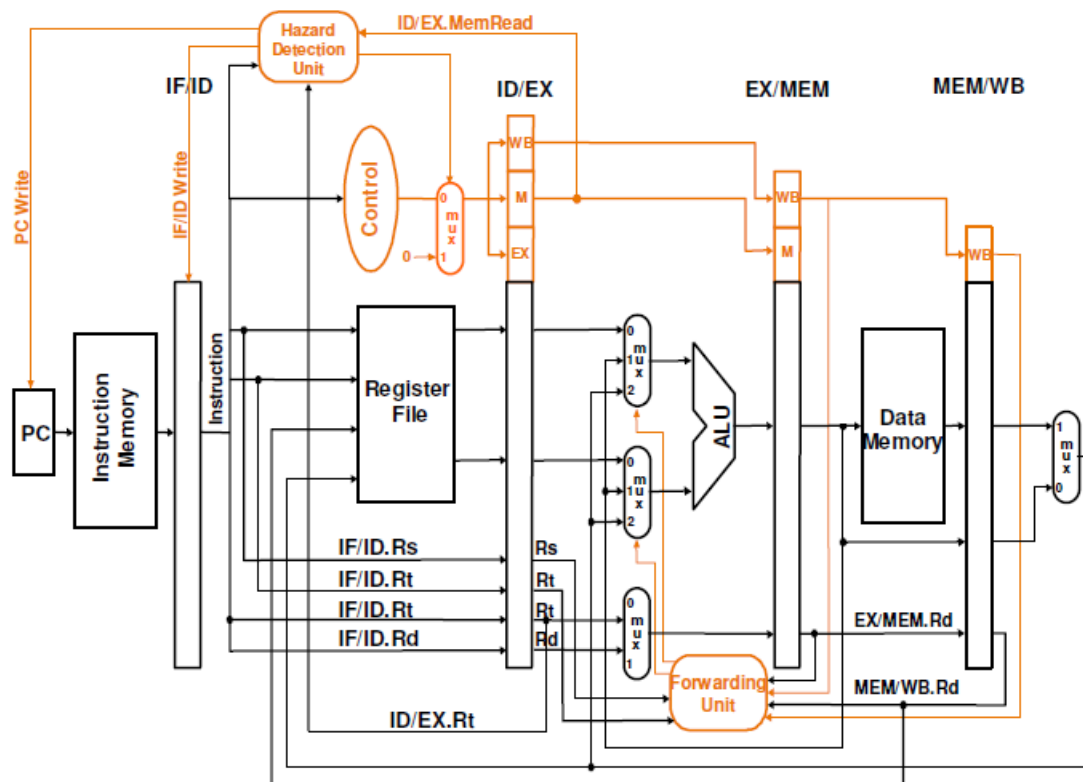 Hazard
Detection
Unit
ID/EX.MemRead
IF/ID
ID/EX
EX/MEM
MEM/WB
PC Write
IF/ID Write
Control
0
mux
1
0
WB
M
EX
WB
M
WB
PC
Instruction
Memory
Instruction
Register
File
0
1
2
mux
0
1
2
mux
ALU
Data
Memory
1
mux
0
IF/ID.Rs
Rs
IF/ID.Rt
Rt
IF/ID.Rt
Rt
IF/ID.Rd
Rd
0
mux
1
EX/MEM.Rd
Forwarding
Unit
MEM/WB.Rd
ID/EX.Rt